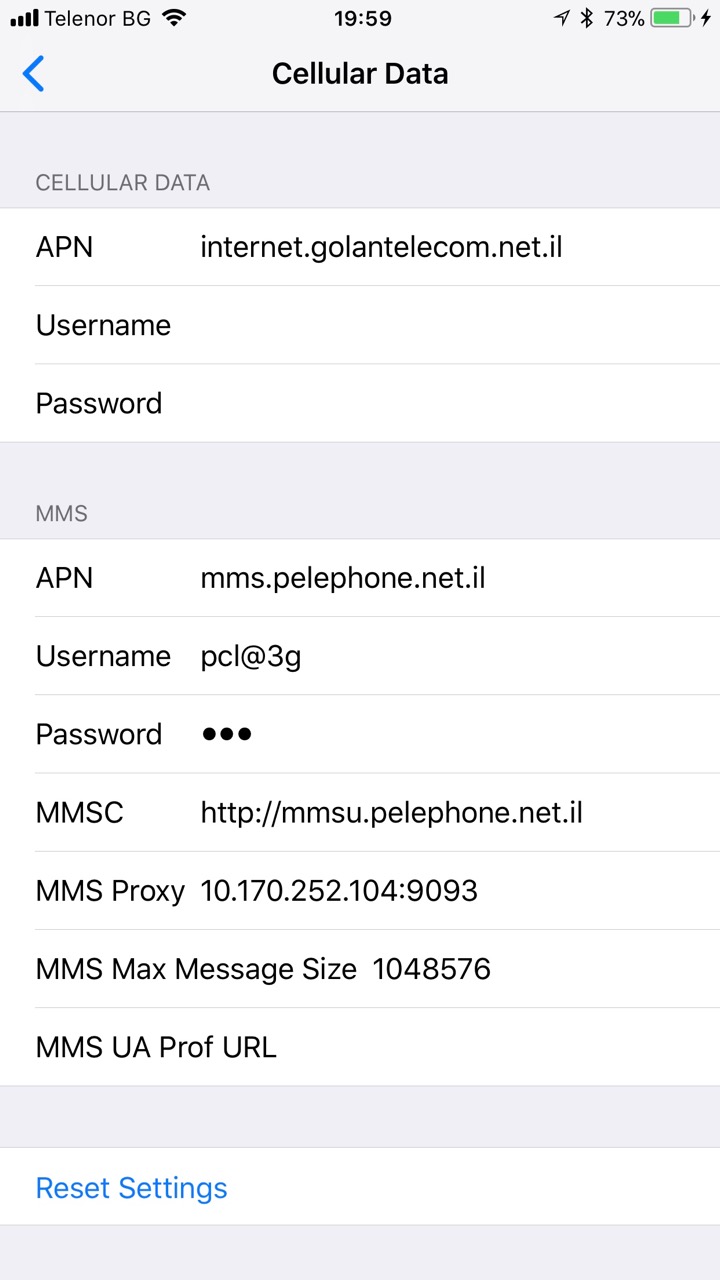 Telenor BG 19:59 73%
Cellular Data
CELLULAR DATA
APN internet.golantelecom.net.il
Username
Password
MMS
APN mms.pelephone.net.il
Username pcl@3g
Password •••
MMSC http://mmsu.pelephone.net.il
MMS Proxy 10.170.252.104:9093
MMS Max Message Size 1048576
MMS UA Prof URL
Reset Settings